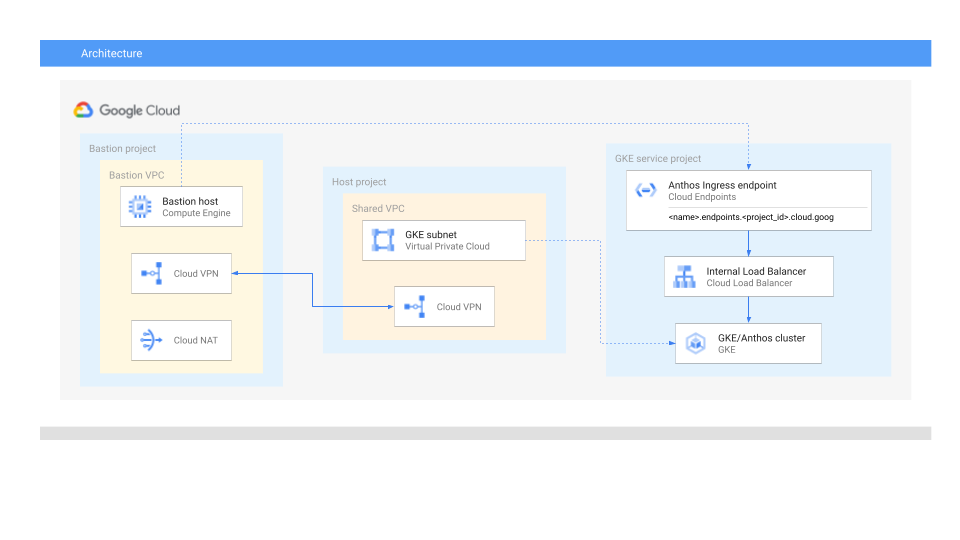 Architecture
Google Cloud
Bastion project
Bastion VPC
Bastion host
Compute Engine
Cloud VPN
Cloud NAT
Host project
Shared VPC
GKE subnet
Virtual Private Cloud
Cloud VPN
GKE service project
Anthos Ingress endpoint
Cloud Endpoints
<name>.endpoints.<project_id>.cloud.goog
Internal Load Balancer
Cloud Load Balancer
GKE/Anthos cluster
GKE